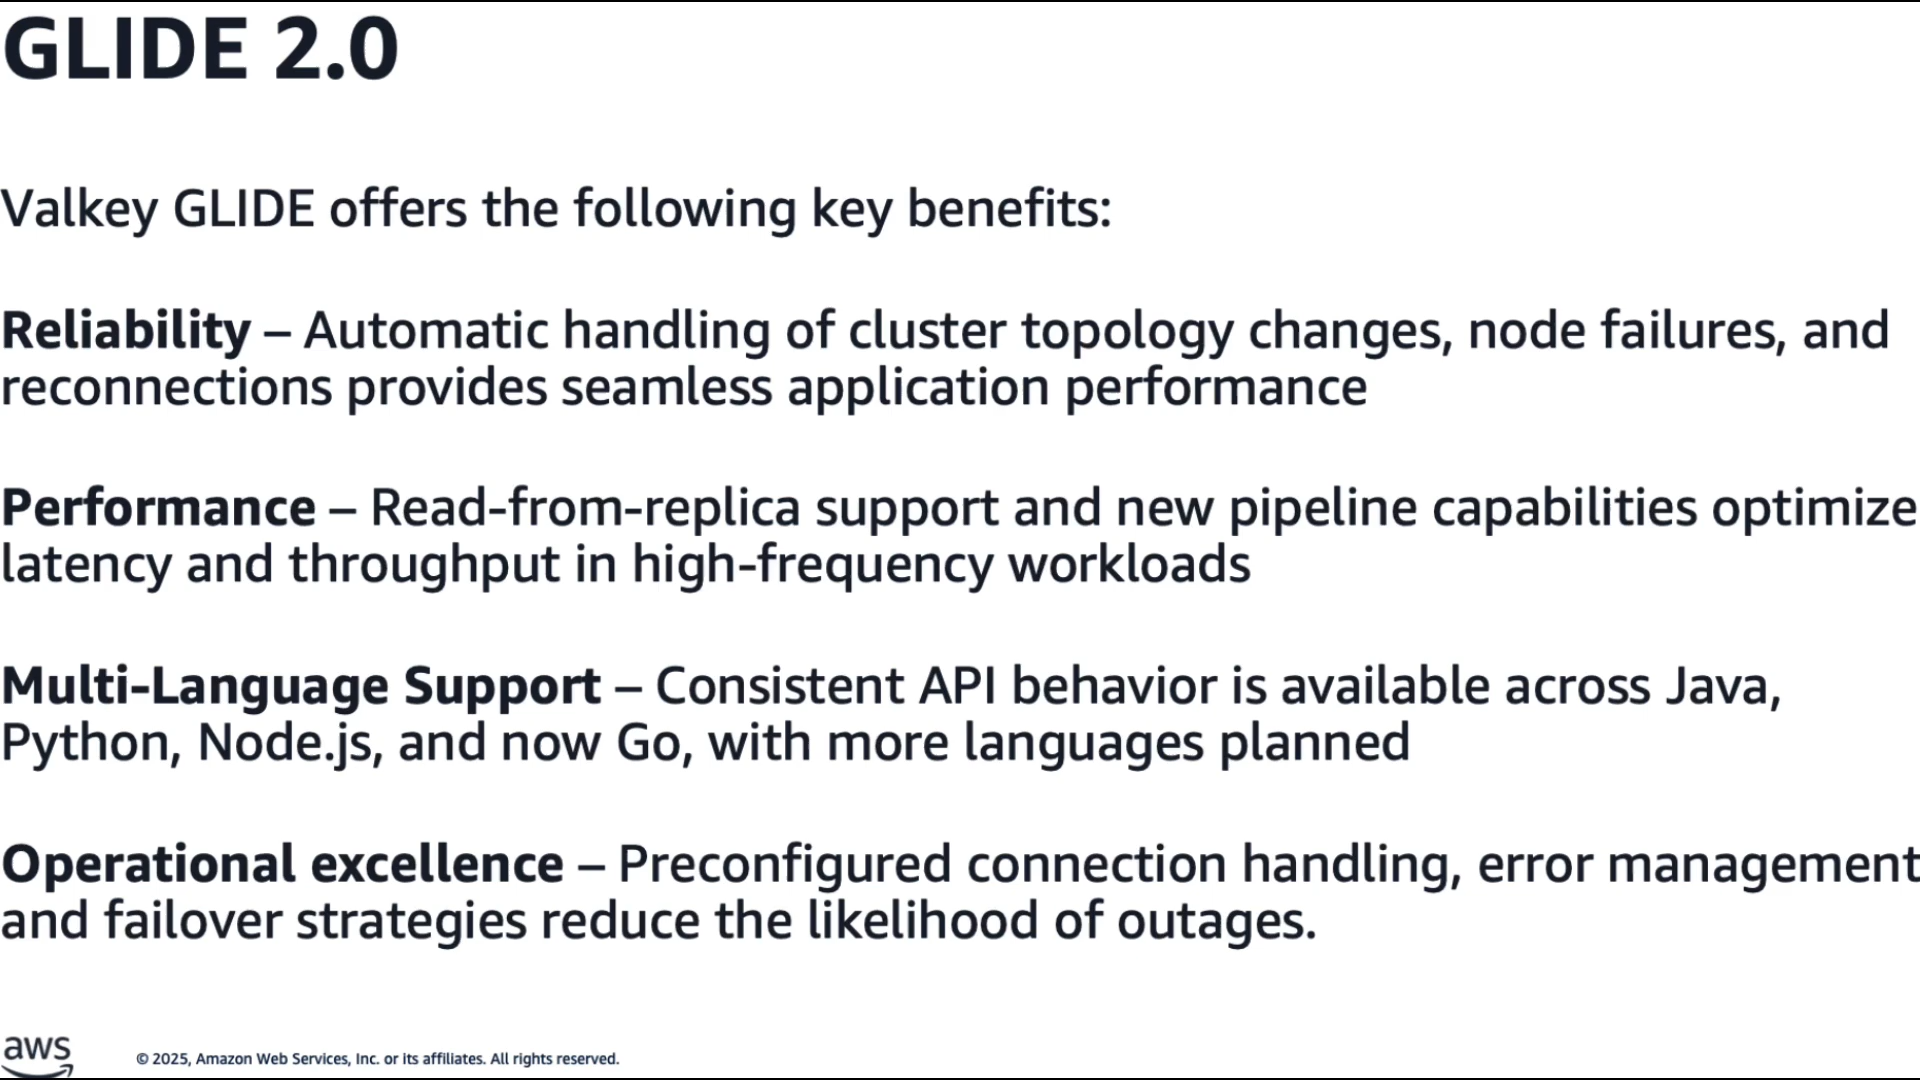 GLIDE 2.0
Valkey GLIDE offers the following key benefits:
Reliability – Automatic handling of cluster topology changes, node failures, and
reconnections provides seamless application performance
Performance – Read-from-replica support and new pipeline capabilities optimize
latency and throughput in high-frequency workloads
Multi-Language Support – Consistent API behavior is available across Java,
Python, Node.js, and now Go, with more languages planned
Operational excellence – Preconfigured connection handling, error management
and failover strategies reduce the likelihood of outages.
aws
© 2025, Amazon Web Services, Inc. or its affiliates. All rights reserved.